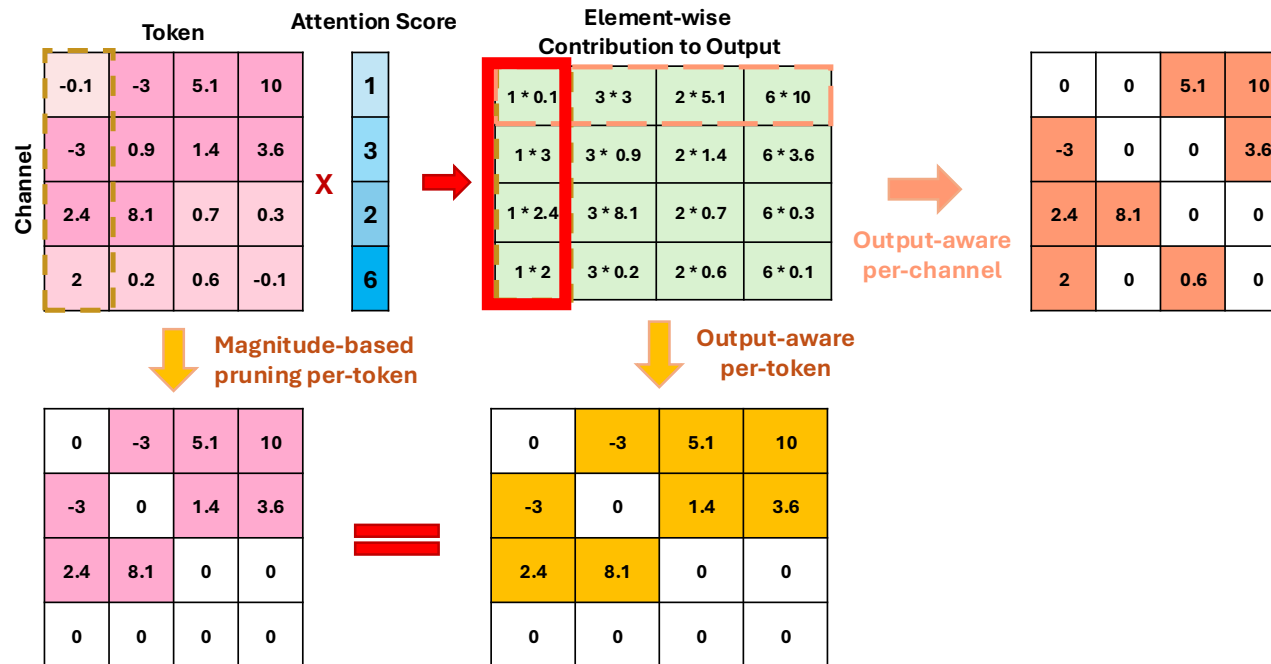 Token
Attention Score
Element-wise
Contribution to Output
Channel
-0.1 -3 5.1 10
-3 0.9 1.4 3.6
2.4 8.1 0.7 0.3
2 0.2 0.6 -0.1
X
1
3
2
6
1 * 0.1 3 * 3 2 * 5.1 6 * 10
1 * 3 3 * 0.9 2 * 1.4 6 * 3.6
1 * 2.4 3 * 8.1 2 * 0.7 6 * 0.3
1 * 2 3 * 0.2 2 * 0.6 6 * 0.1
Output-aware
per-channel
0 0 5.1 10
-3 0 0 3.6
2.4 8.1 0 0
2 0 0.6 0
Magnitude-based
pruning per-token
Output-aware
per-token
0 -3 5.1 10
-3 0 1.4 3.6
2.4 8.1 0 0
0 0 0 0
0 -3 5.1 10
-3 0 1.4 3.6
2.4 8.1 0 0
0 0 0 0